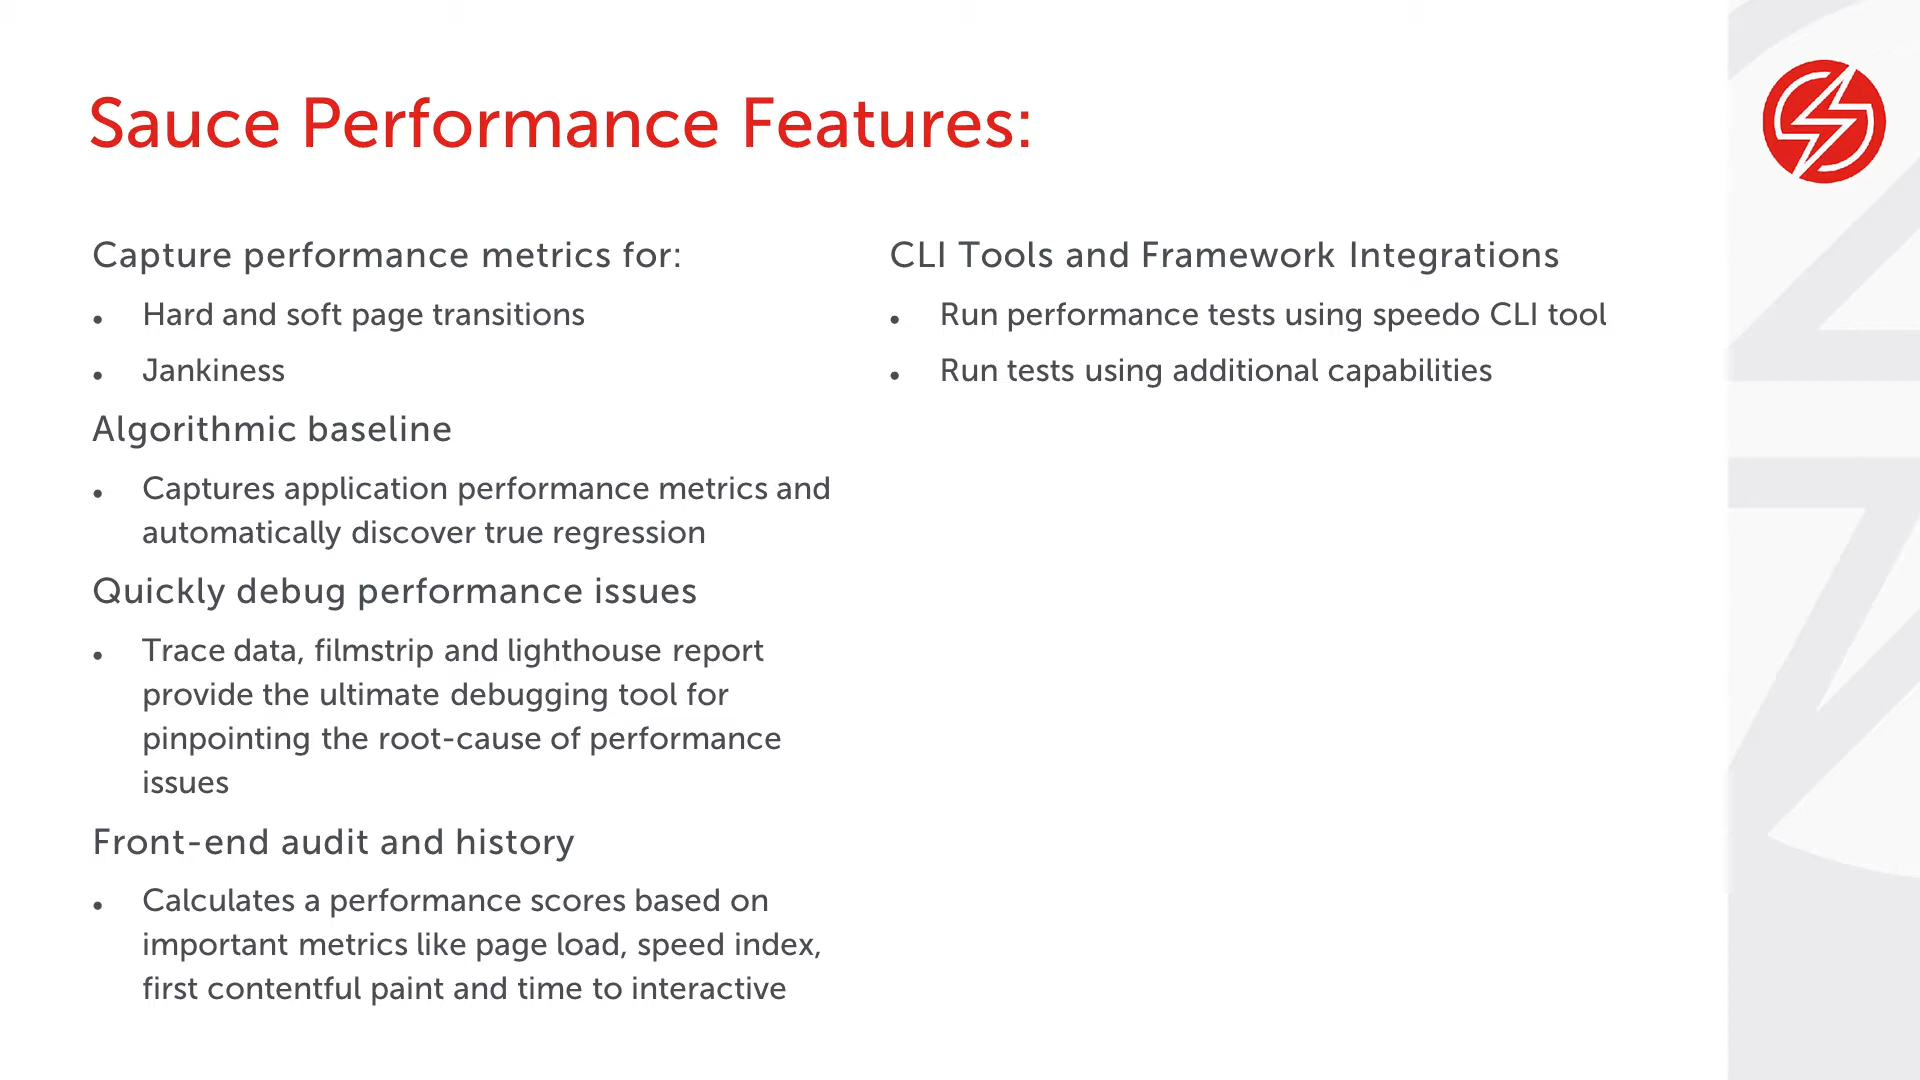 Sauce Performance Features:
Capture performance metrics for:
• Hard and soft page transitions
• Jankiness
Algorithmic baseline
• Captures application performance metrics and
automatically discover true regression
Quickly debug performance issues
• Trace data, filmstrip and lighthouse report
provide the ultimate debugging tool for
pinpointing the root-cause of performance
issues
Front-end audit and history
• Calculates a performance scores based on
important metrics like page load, speed index,
first contentful paint and time to interactive
CLI Tools and Framework Integrations
• Run performance tests using speedo CLI tool
• Run tests using additional capabilities